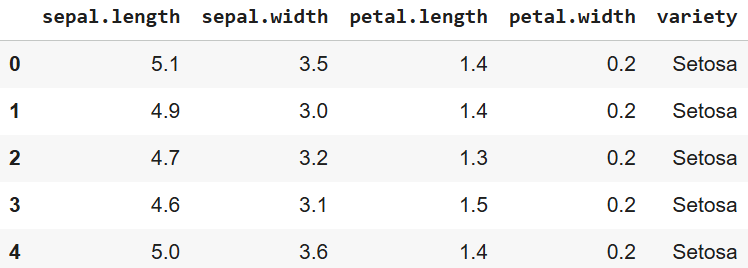 sepal.length sepal.width petal.length petal.width variety
0 5.1 3.5 1.4 0.2 Setosa
1 4.9 3.0 1.4 0.2 Setosa
2 4.7 3.2 1.3 0.2 Setosa
3 4.6 3.1 1.5 0.2 Setosa
4 5.0 3.6 1.4 0.2 Setosa